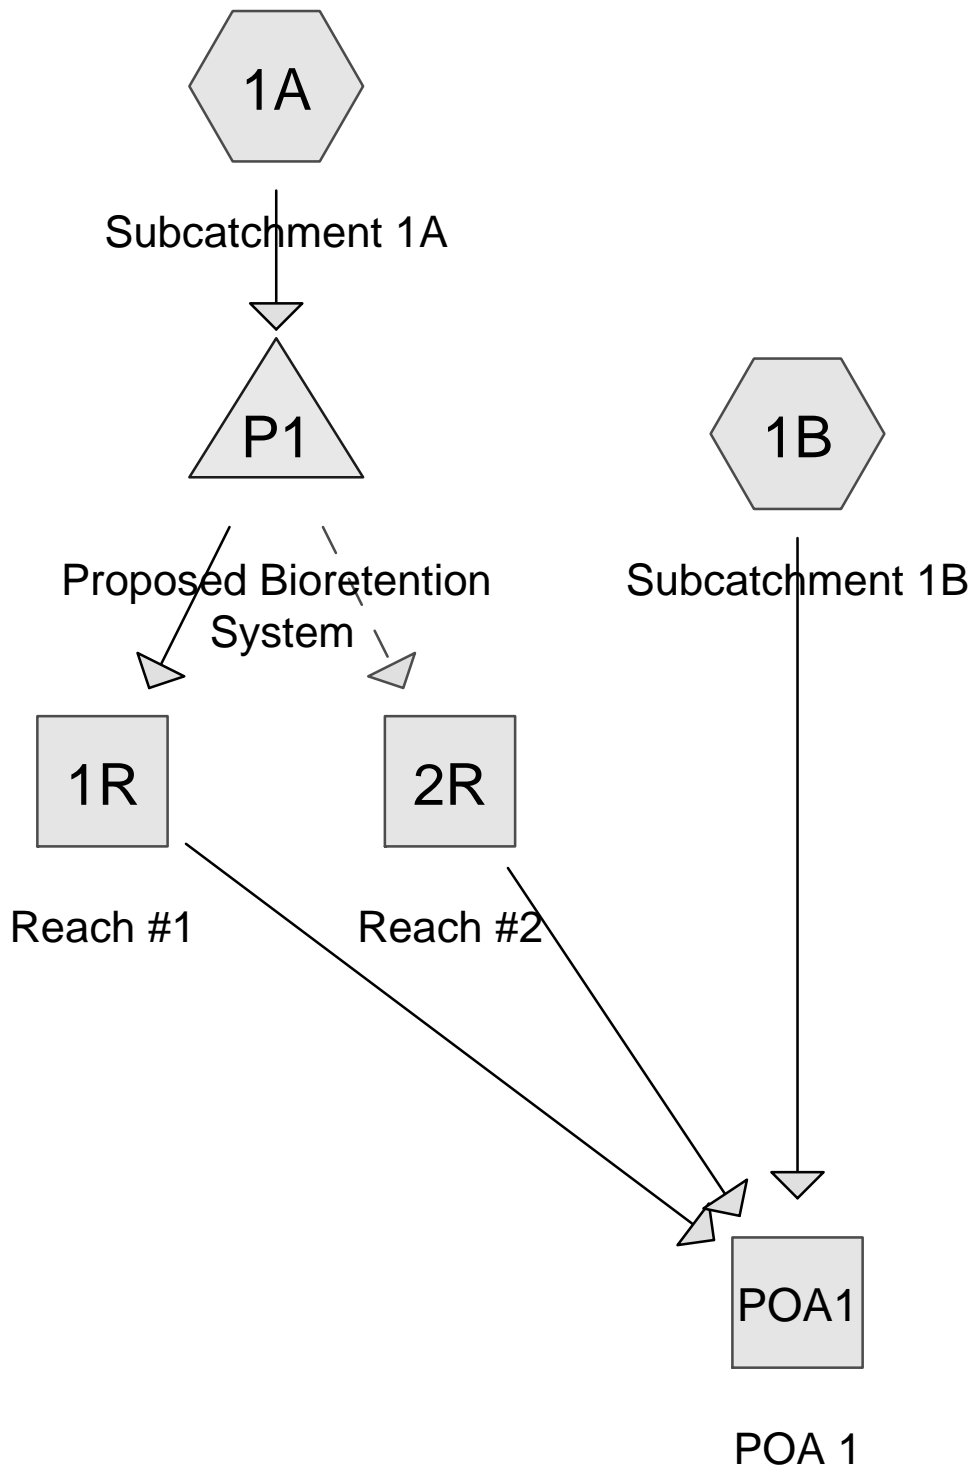 1A
Subcatchment 1A
P1
1B
Proposed Bioretention
System
Subcatchment 1B
1R
2R
Reach #1
Reach #2
POA1
POA 1